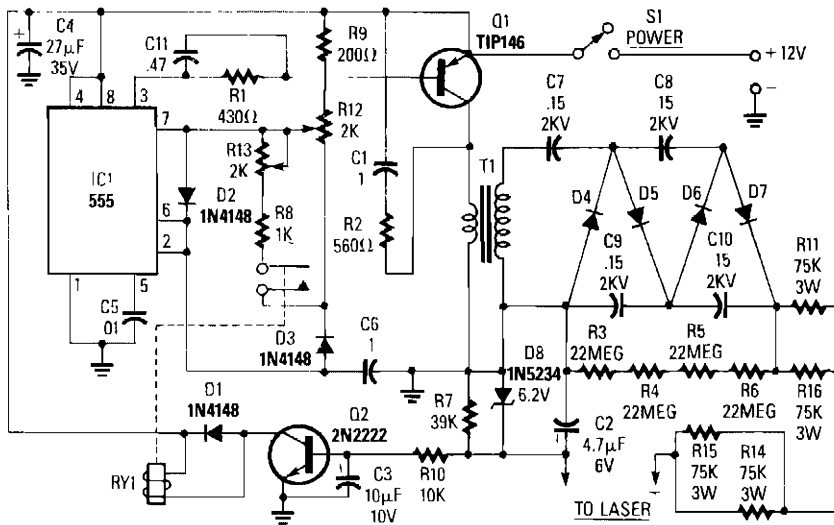 C4
27µF
35V
C11
.47
R9
200Ω
Q1
TIP146
S1
POWER
+ 12V
-
4
8
3
R1
430Ω
7
R12
2K
R13
2K
C7
.15
2KV
C8
15
2KV
IC1
555
D2
1N4148
C1
1
T1
D4
D5
D6
D7
6
R8
1K
R2
560Ω
2
C9
.15
2KV
C10
15
2KV
R11
75K
3W
1
5
C5
01
D3
1N4148
C6
1
D8
1N5234
6.2V
R3
22MEG
R5
22MEG
R4
22MEG
R6
22MEG
R16
75K
3W
D1
1N4148
Q2
2N2222
R7
39K
C2
4.7µF
6V
RY1
C3
10µF
10V
R10
10K
R15
75K
3W
R14
75K
3W
TO LASER